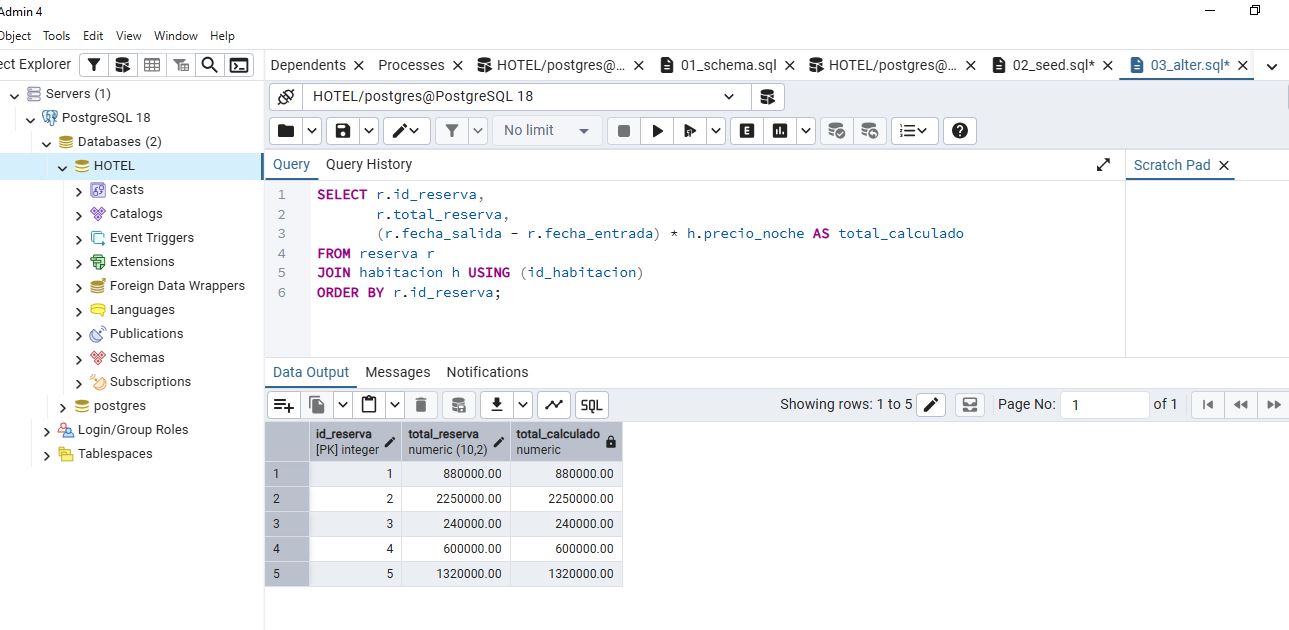 Admin 4
Object Tools Edit View Window Help
ect Explorer
Dependents Processes HOTEL/postgres@... 01_schema.sql HOTEL/postgres@... 02_seed.sql* 03_alter.sql*
Servers (1)
PostgreSQL 18
Databases (2)
HOTEL
Casts
Catalogs
Event Triggers
Extensions
Foreign Data Wrappers
Languages
Publications
Schemas
Subscriptions
postgres
Login/Group Roles
Tablespaces
HOTEL/postgres@PostgreSQL 18
No limit
E
Query Query History
Scratch Pad
1 SELECT r.id_reserva,
2 r.total_reserva,
3 (r.fecha_salida - r.fecha_entrada) * h.precio_noche AS total_calculado
4 FROM reserva r
5 JOIN habitacion h USING (id_habitacion)
6 ORDER BY r.id_reserva;
Data Output Messages Notifications
SQL
Showing rows: 1 to 5
Page No: 1 of 1
id_reserva total_reserva total_calculado
[PK] integer numeric (10,2) numeric
1 1 880000.00 880000.00
2 2 2250000.00 2250000.00
3 3 240000.00 240000.00
4 4 600000.00 600000.00
5 5 1320000.00 1320000.00